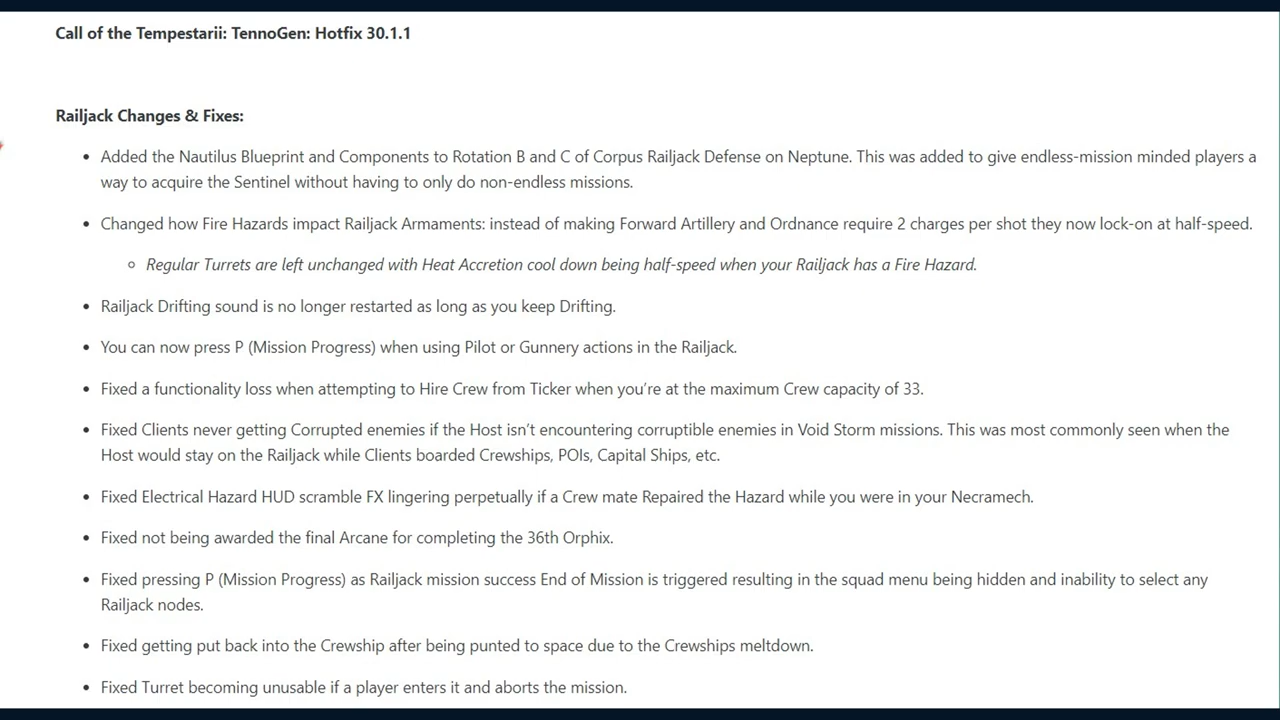 Call of the Tempestarii: TennoGen: Hotfix 30.1.1
Railjack Changes & Fixes:
• Added the Nautilus Blueprint and Components to Rotation B and C of Corpus Railjack Defense on Neptune. This was added to give endless-mission minded players a
way to acquire the Sentinel without having to only do non-endless missions.
• Changed how Fire Hazards impact Railjack Armaments: instead of making Forward Artillery and Ordnance require 2 charges per shot they now lock-on at half-speed.
◦ Regular Turrets are left unchanged with Heat Accretion cool down being half-speed when your Railjack has a Fire Hazard.
• Railjack Drifting sound is no longer restarted as long as you keep Drifting.
• You can now press P (Mission Progress) when using Pilot or Gunnery actions in the Railjack.
• Fixed a functionality loss when attempting to Hire Crew from Ticker when you’re at the maximum Crew capacity of 33.
• Fixed Clients never getting Corrupted enemies if the Host isn’t encountering corruptible enemies in Void Storm missions. This was most commonly seen when the
Host would stay on the Railjack while Clients boarded Crewships, POIs, Capital Ships, etc.
• Fixed Electrical Hazard HUD scramble FX lingering perpetually if a Crew mate Repaired the Hazard while you were in your Necramech.
• Fixed not being awarded the final Arcane for completing the 36th Orphix.
• Fixed pressing P (Mission Progress) as Railjack mission success End of Mission is triggered resulting in the squad menu being hidden and inability to select any
Railjack nodes.
• Fixed getting put back into the Crewship after being punted to space due to the Crewships meltdown.
• Fixed Turret becoming unusable if a player enters it and aborts the mission.